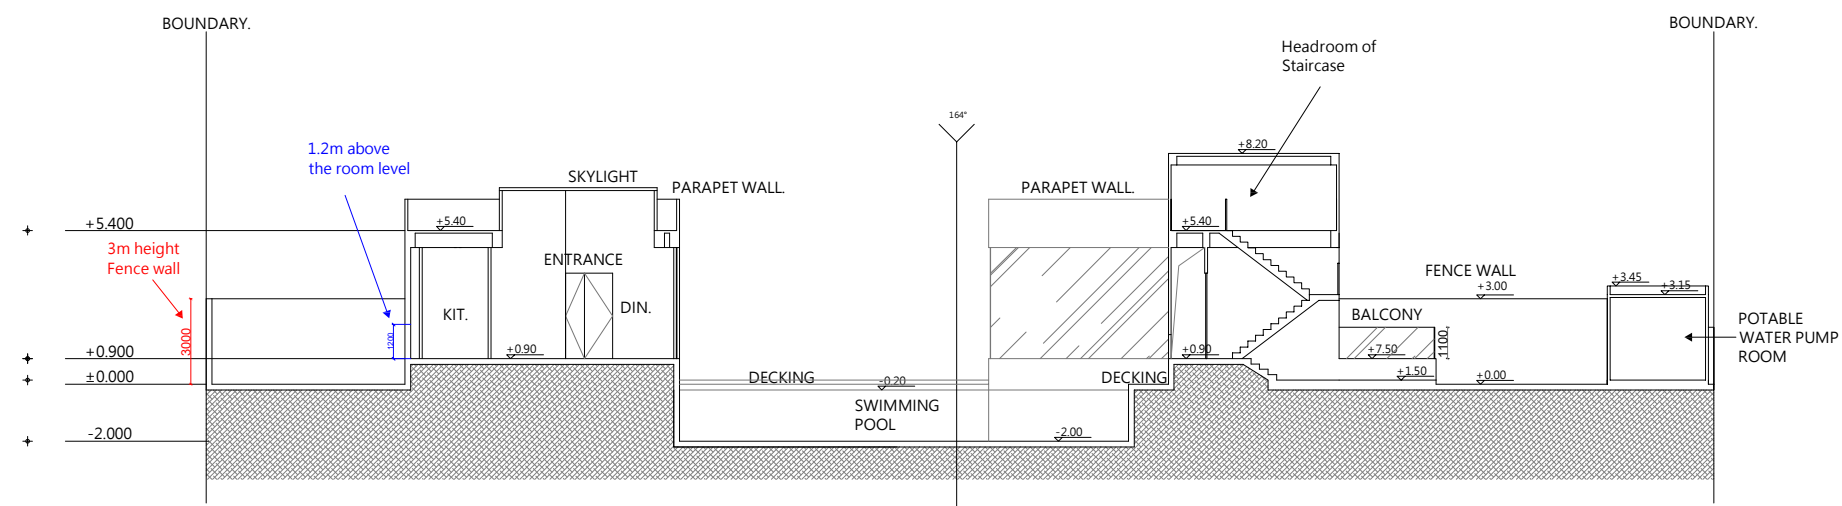 BOUNDARY.
BOUNDARY.
Headroom of
Staircase
164°
1.2m above
the room level
+8.20
SKYLIGHT
PARAPET WALL.
PARAPET WALL.
+5.400
+5.40
+5.40
3m height
Fence wall
ENTRANCE
FENCE WALL
+3.45
+3.15
+3.00
KIT.
DIN.
BALCONY
POTABLE
WATER PUMP
ROOM
3000
1200
1100
+0.900
+0.90
+0.90
+7.50
±0.000
DECKING
-0.20
DECKING
+1.50
+0.00
SWIMMING
POOL
-2.000
-2.00